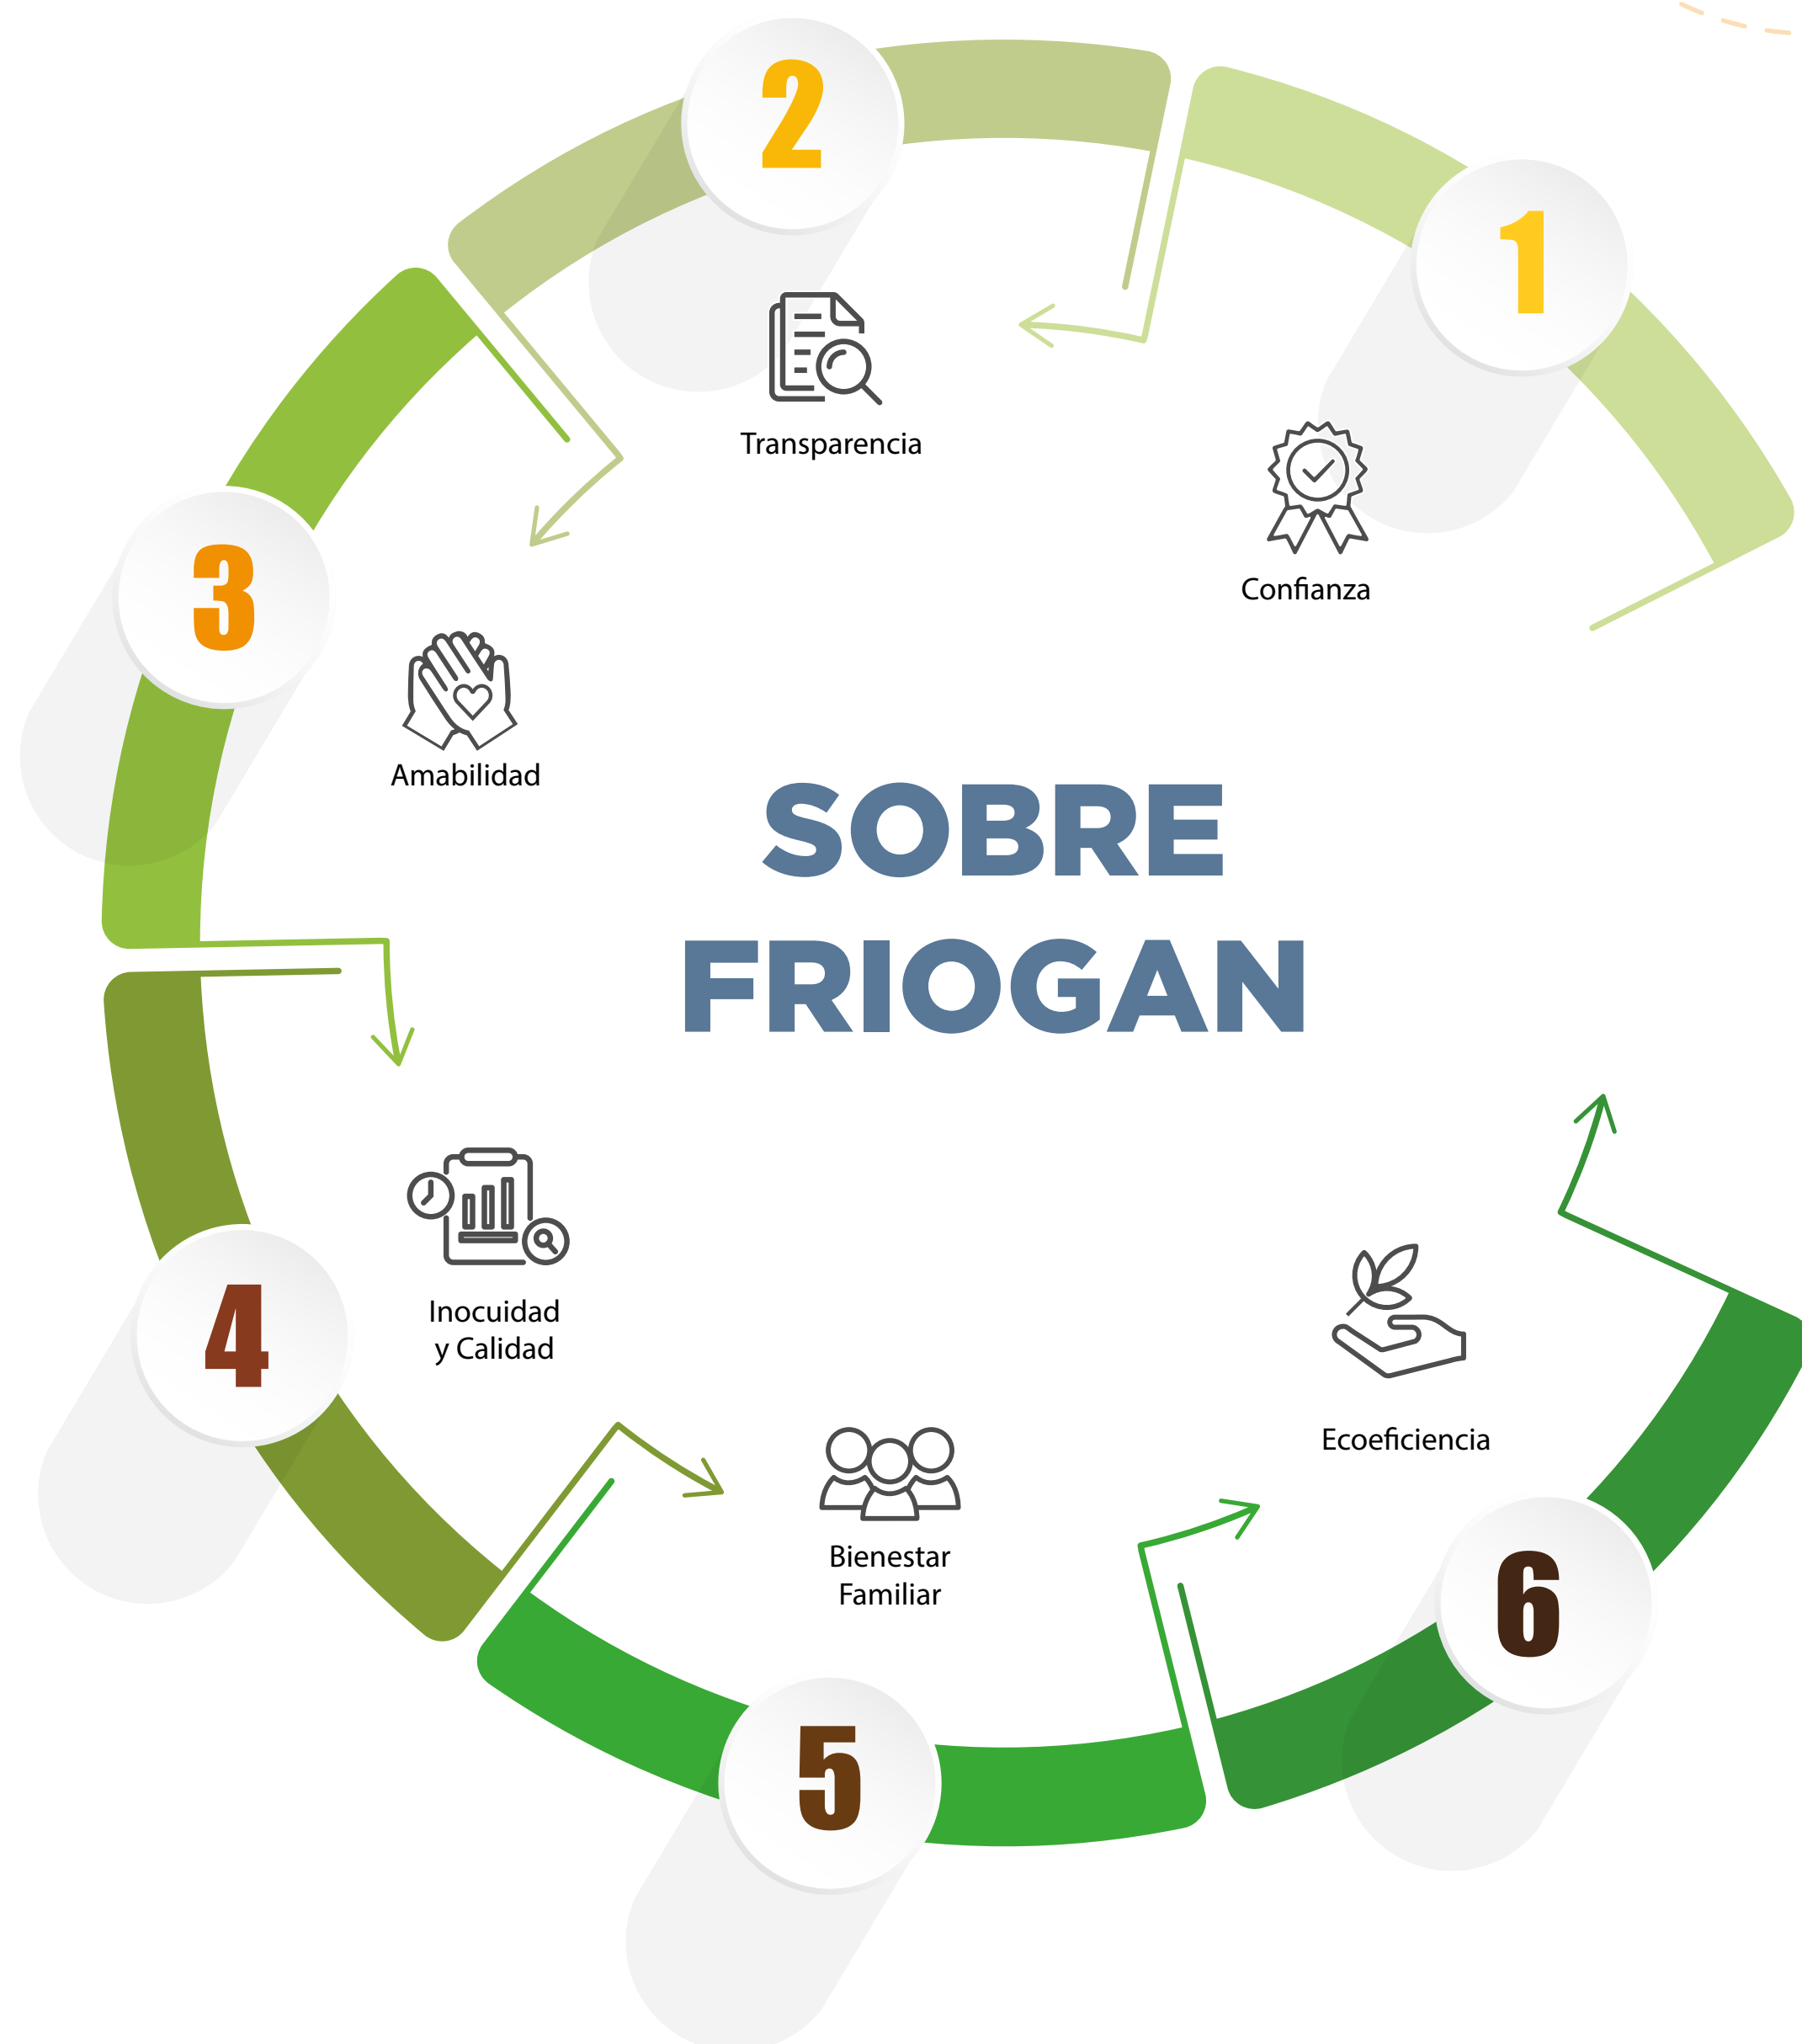 1
Confianza
2
Transparencia
3
Amabilidad
SOBRE
FRIOGAN
4
Inocuidad
y Calidad
5
Bienestar
Familiar
6
Ecoeficiencia